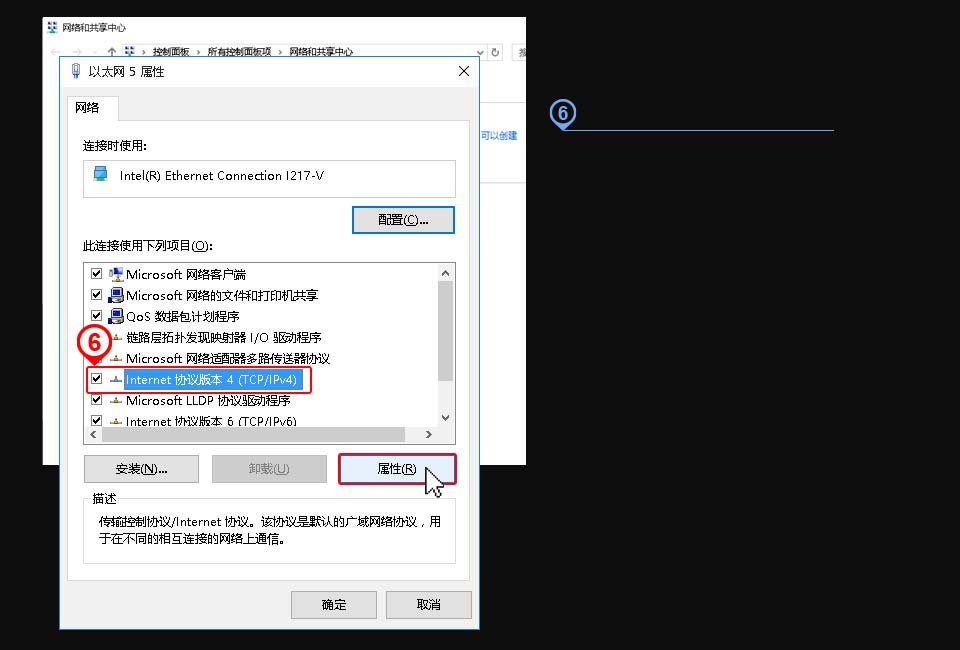 网络和共享中心
控制面板 › 所有控制面板项 › 网络和共享中心
以太网 5 属性
网络
连接时使用:
可以创建
6
Intel(R) Ethernet Connection I217-V
配置(C)...
此连接使用下列项目(O):
Microsoft 网络客户端
Microsoft 网络的文件和打印机共享
QoS 数据包计划程序
链路层拓扑发现映射器 I/O 驱动程序
6
Microsoft 网络适配器多路传送器协议
Internet 协议版本 4 (TCP/IPv4)
Microsoft LLDP 协议驱动程序
Internet 协议版本 6 (TCP/IPv6)
安装(N)...
卸载(U)
属性(R)
描述
传输控制协议/Internet 协议。该协议是默认的广域网络协议，用
于在不同的相互连接的网络上通信。
确定
取消